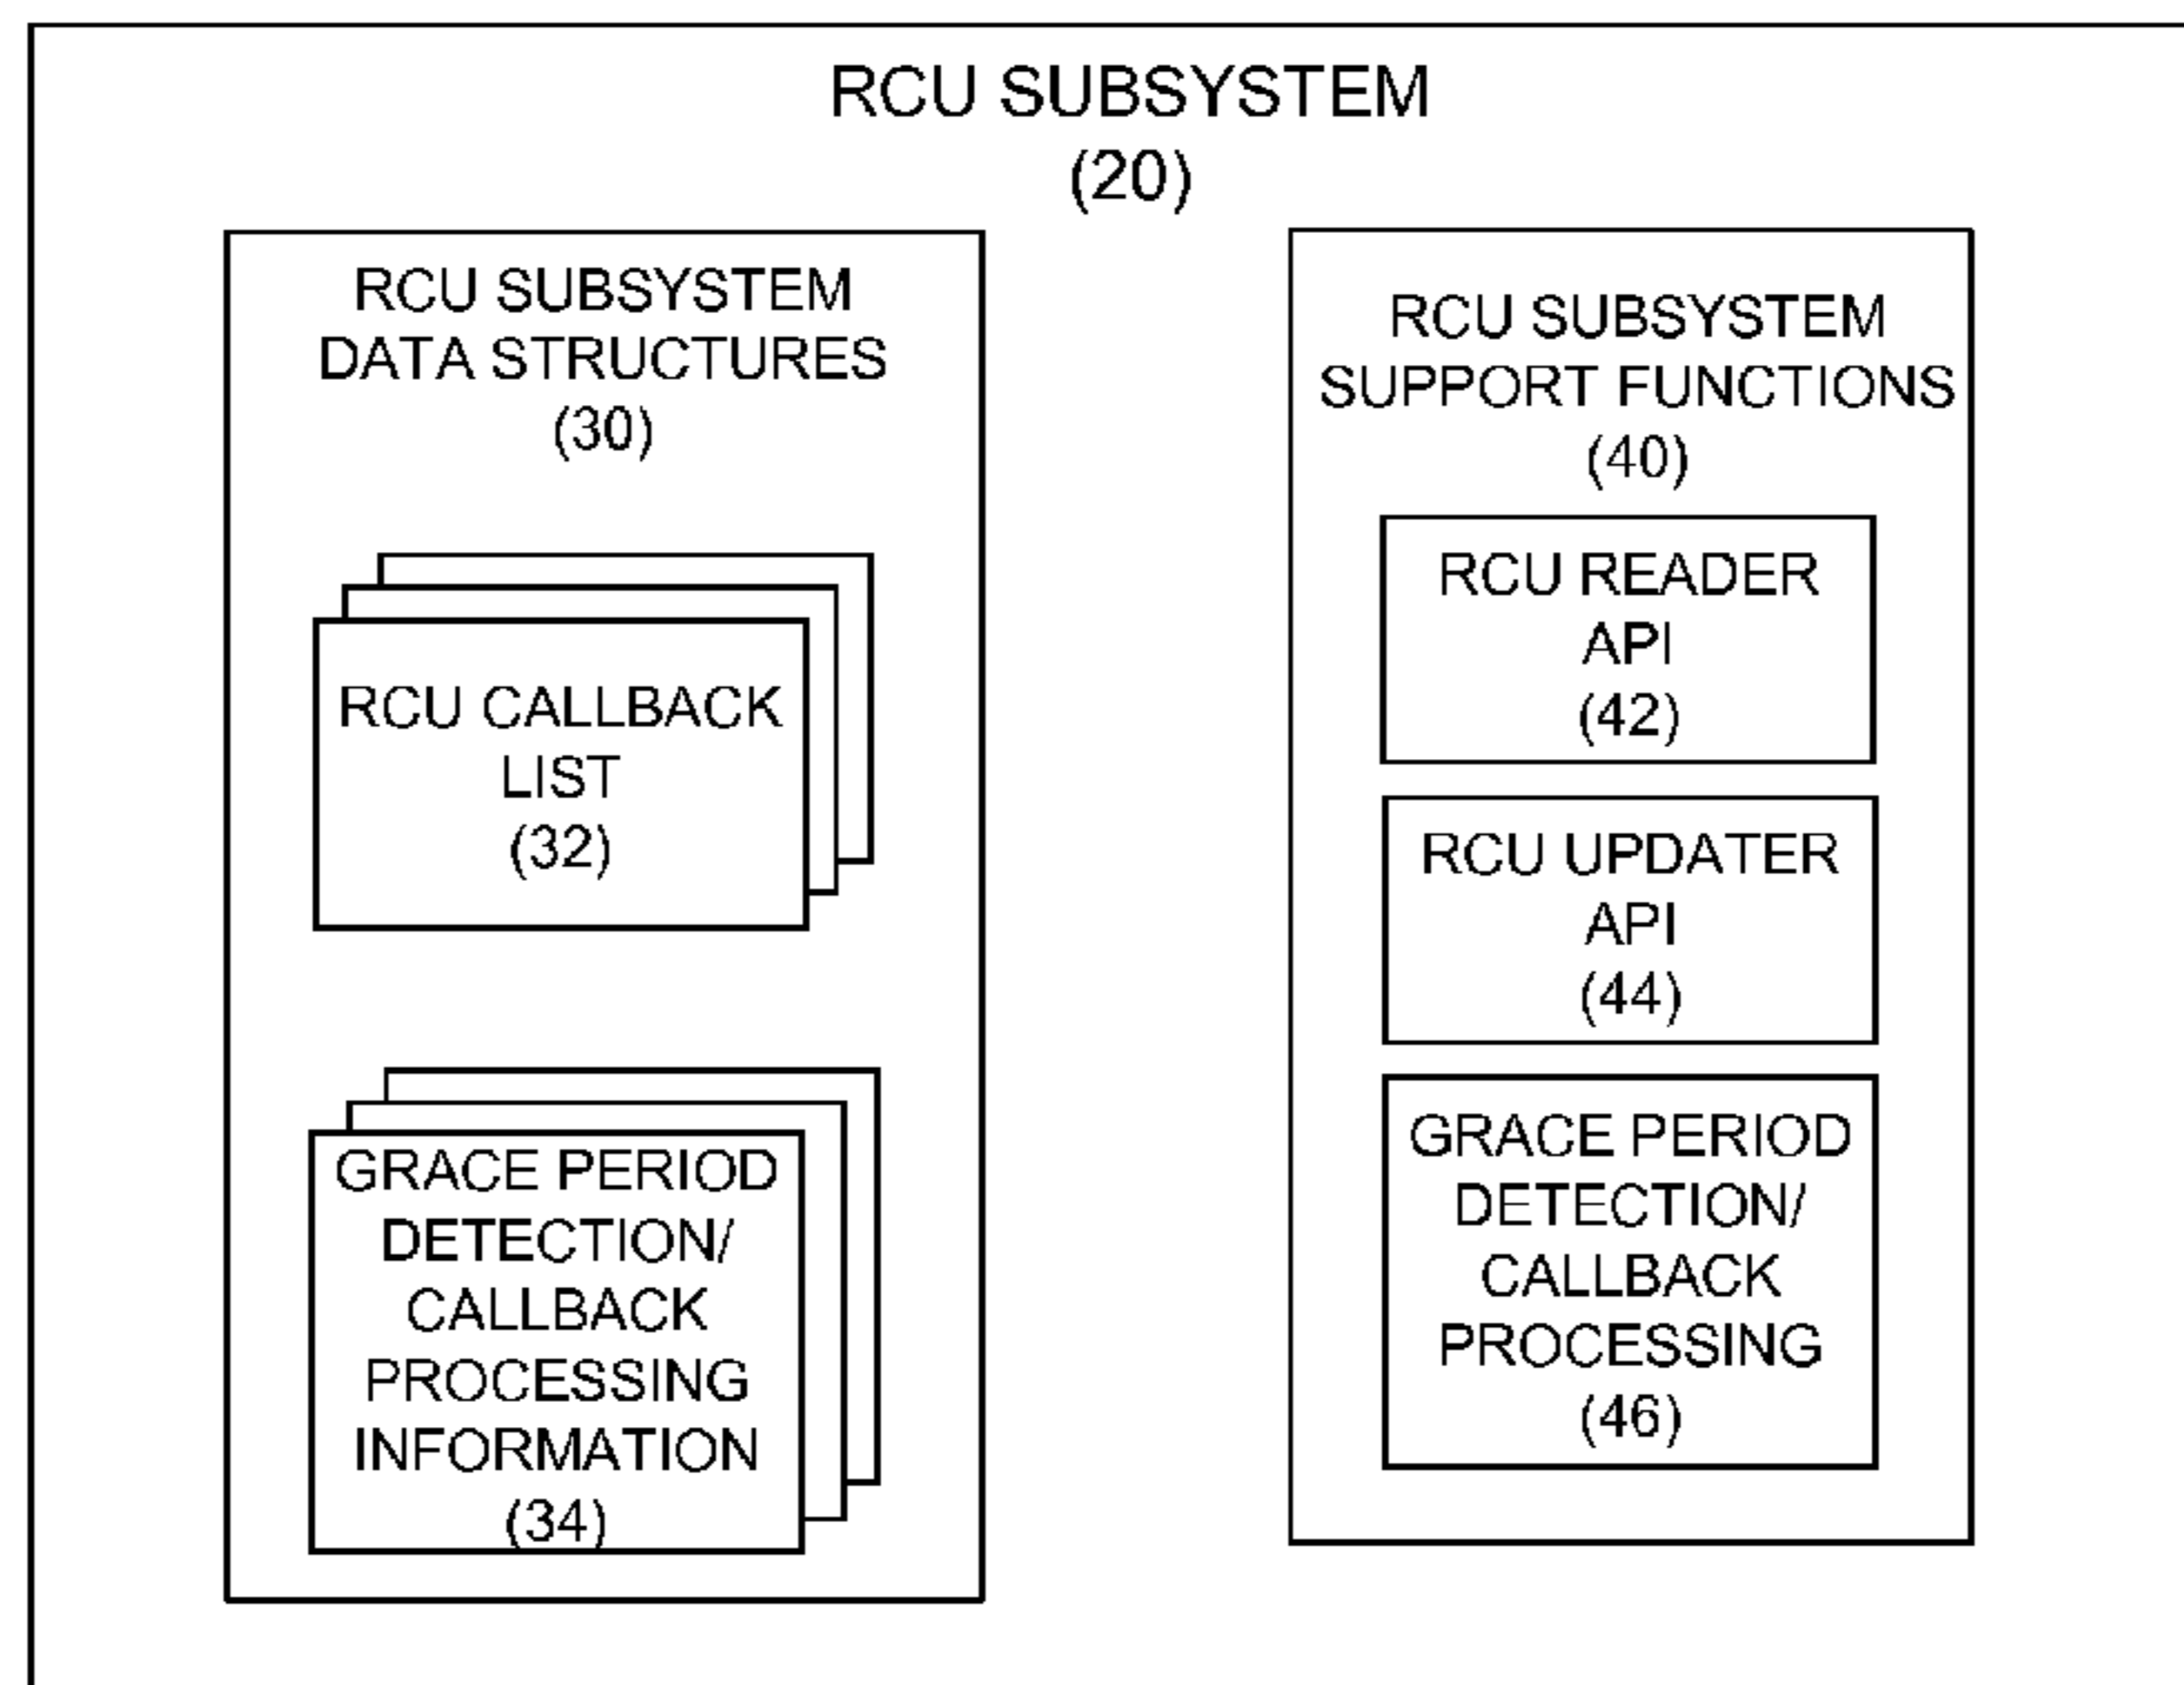 RCU SUBSYSTEM
(20)
RCU SUBSYSTEM
DATA STRUCTURES
(30)
RCU CALLBACK
LIST
(32)
GRACE PERIOD
DETECTION/
CALLBACK
PROCESSING
INFORMATION
(34)
RCU SUBSYSTEM
SUPPORT FUNCTIONS
(40)
RCU READER
API
(42)
RCU UPDATER
API
(44)
GRACE PERIOD
DETECTION/
CALLBACK
PROCESSING
(46)